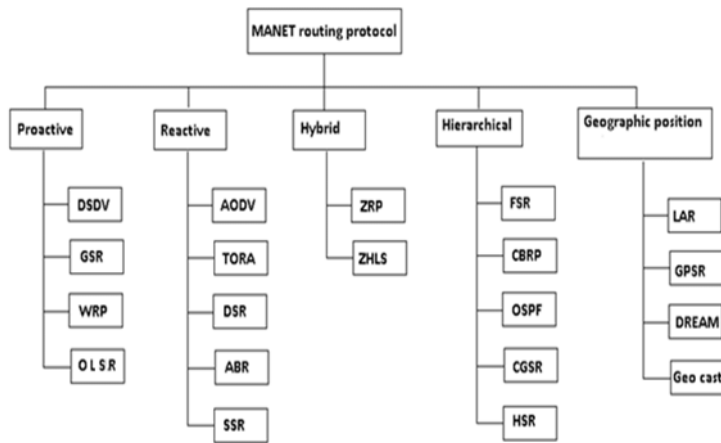 MANET routing protocol
Proactive
Reactive
Hybrid
Hierarchical
Geographic position
DSDV
GSR
WRP
O L S R
AODV
TORA
DSR
ABR
SSR
ZRP
ZHLS
FSR
CBRP
OSPF
CGSR
HSR
LAR
GPSR
DREAM
Geo cast